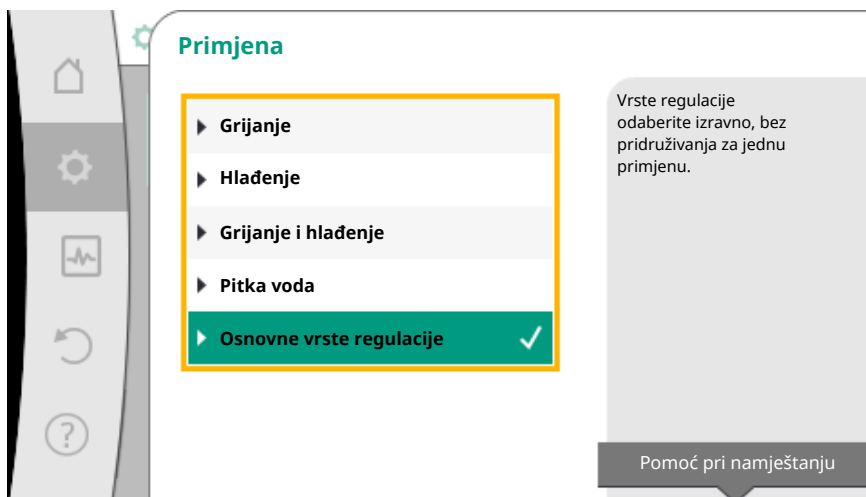 Primjena
Grijanje
Hlađenje
Grijanje i hlađenje
Pitka voda
Osnovne vrste regulacije
Vrste regulacije
odaberite izravno, bez
pridruživanja za jednu
primjenu.
Pomoć pri namještanju
?